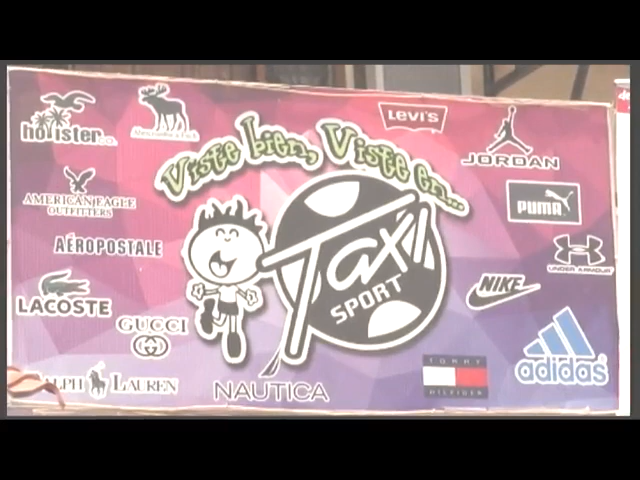 Viste bien, Viste en...
Taxi
SPORT
Hollister co.
Abercrombie & Fitch
AMERICAN EAGLE
OUTFITTERS
AÉROPOSTALE
LACOSTE
GUCCI
LAUREN
NAUTICA
LEVI'S
JORDAN
PUMA
UNDER ARMOUR
NIKE
adidas
TOMMY
HILFIGER